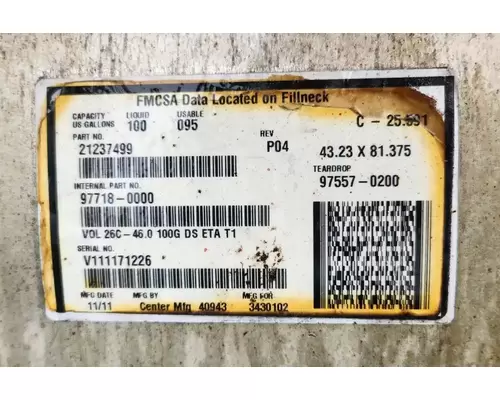 FMCSA Data Located on Fillneck
CAPACITY LIQUID USABLE
US GALLONS 100 095 C - 25.591
PART NO. REV
21237499 P04 43.23 X 81.375
TEARDROP
INTERNAL PART NO. 97557-0200
97718-0000
VOL 26C-46.0 100G DS ETA T1
SERIAL NO.
V111171226
MFG DATE MFG BY MFG FOR
11/11 Center Mfg 40943 3430102